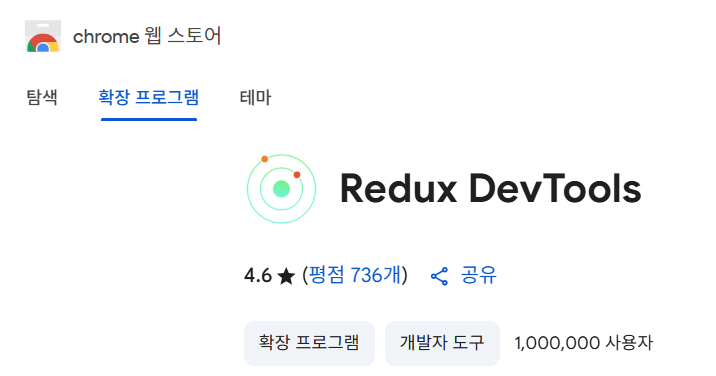 chrome 웹 스토어
탐색 확장 프로그램 테마
Redux DevTools
4.6 ★ (평점 736개) 공유
확장 프로그램 개발자 도구 1,000,000 사용자